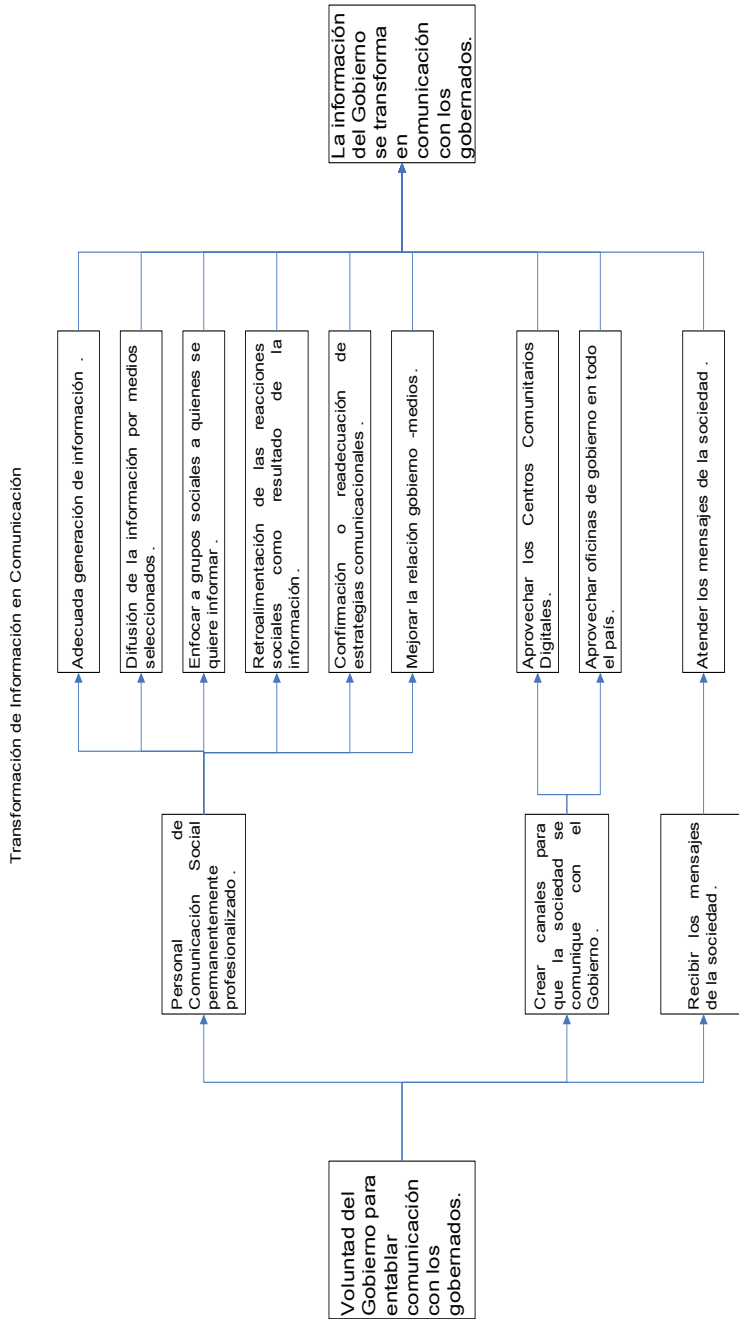 Transformación de Información en Comunicación
Voluntad del
Gobierno para
entablar
comunicación
con los
gobernados.
Personal de
Comunicación Social
permanentemente
profesionalizado .
Crear canales para
que la sociedad se
comunique con el
Gobierno .
Recibir los mensajes
de la sociedad .
Adecuada generación de información .
Difusión de la información por medios
seleccionados .
Enfocar a grupos sociales a quienes se
quiere informar .
Retroalimentación de las reacciones
sociales como resultado de la
información .
Confirmación o readecuación de
estrategias comunicacionales .
Mejorar la relación gobierno -medios .
Aprovechar los Centros Comunitarios
Digitales .
Aprovechar oficinas de gobierno en todo
el país .
Atender los mensajes de la sociedad .
La información
del Gobierno
se transforma
en
comunicación
con los
gobernados.